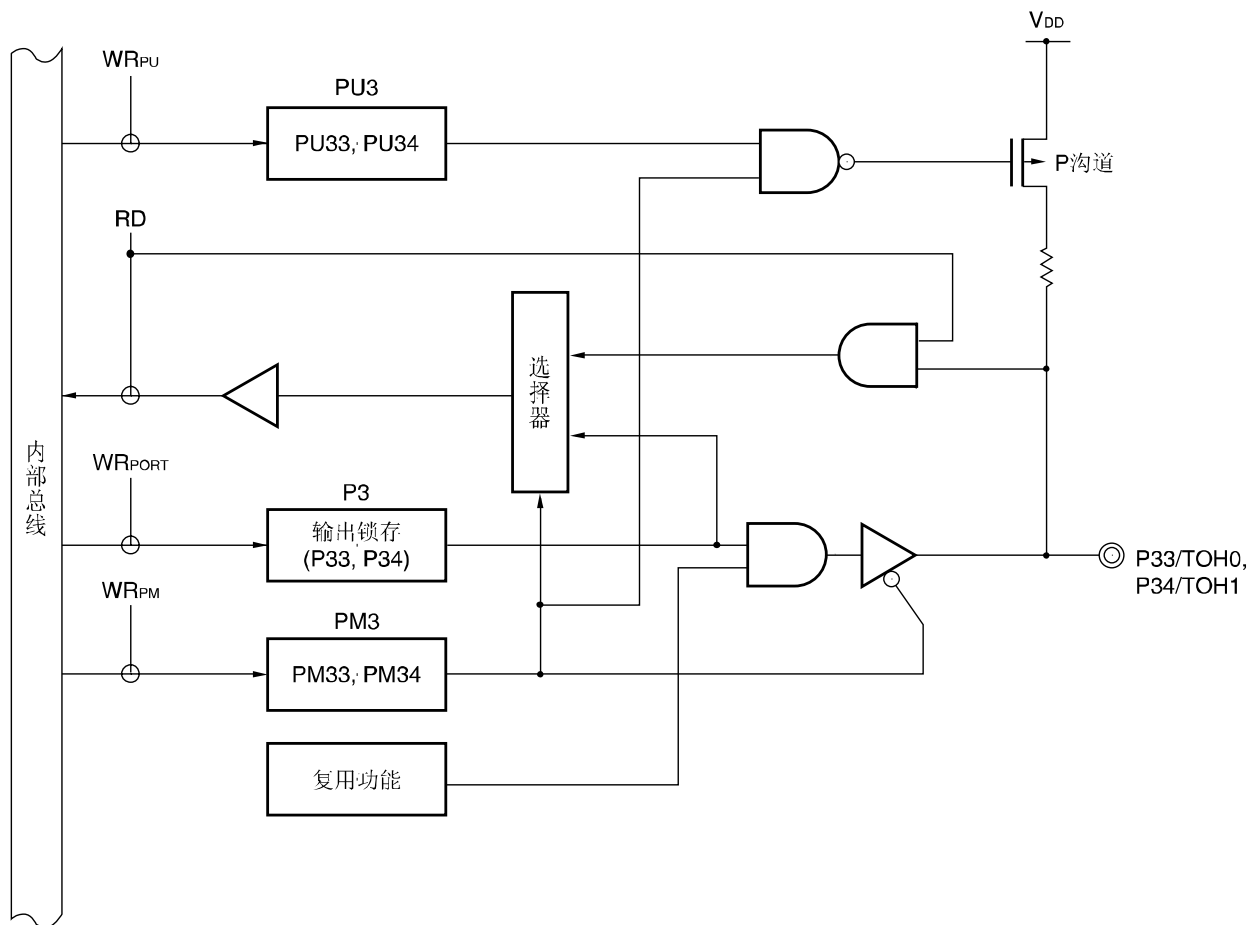 VDD
WRPU
PU3
PU33, PU34
P沟道
RD
选择器
内部总线
WRPORT
P3
输出锁存
(P33, P34)
P33/TOH0,
P34/TOH1
WRPM
PM3
PM33, PM34
复用功能